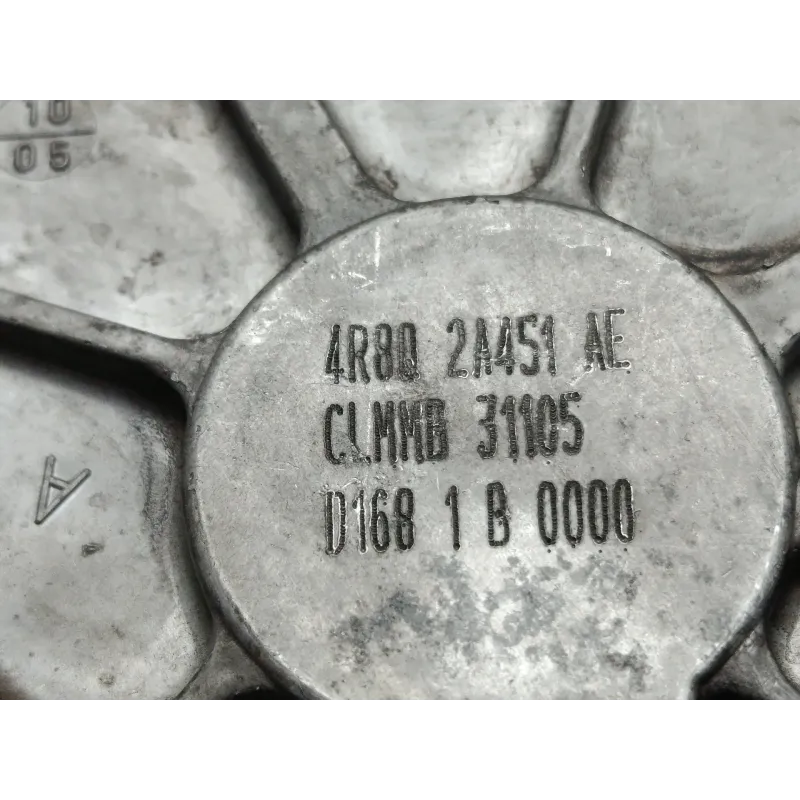 10
05
4R8Q 2A451 AE
CLMMB 31105
A
D168 1 B 0000